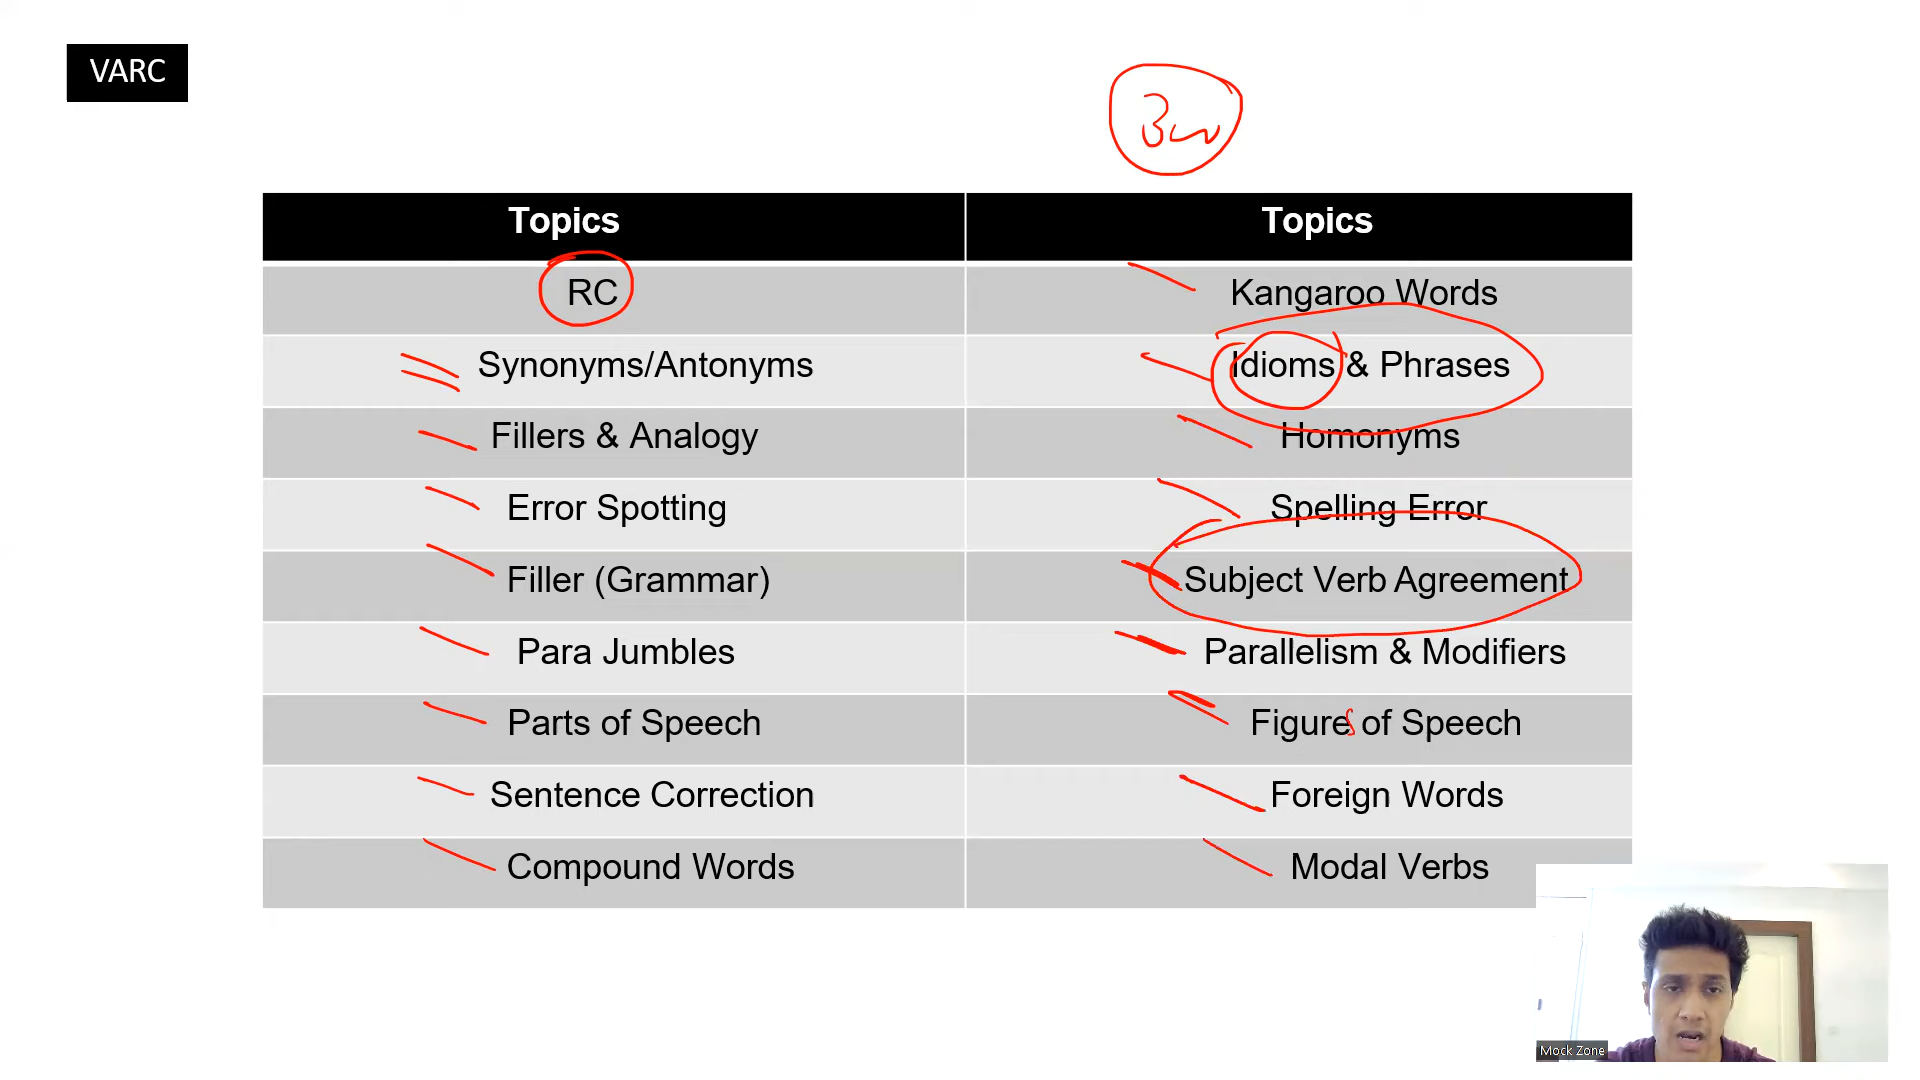 VARC
3w
Topics Topics
RC Kangaroo Words
Synonyms/Antonyms Idioms & Phrases
Fillers & Analogy Homonyms
Error Spotting Spelling Error
Filler (Grammar) Subject Verb Agreement
Para Jumbles Parallelism & Modifiers
Parts of Speech Figures of Speech
Sentence Correction Foreign Words
Compound Words Modal Verbs
Mock Zone